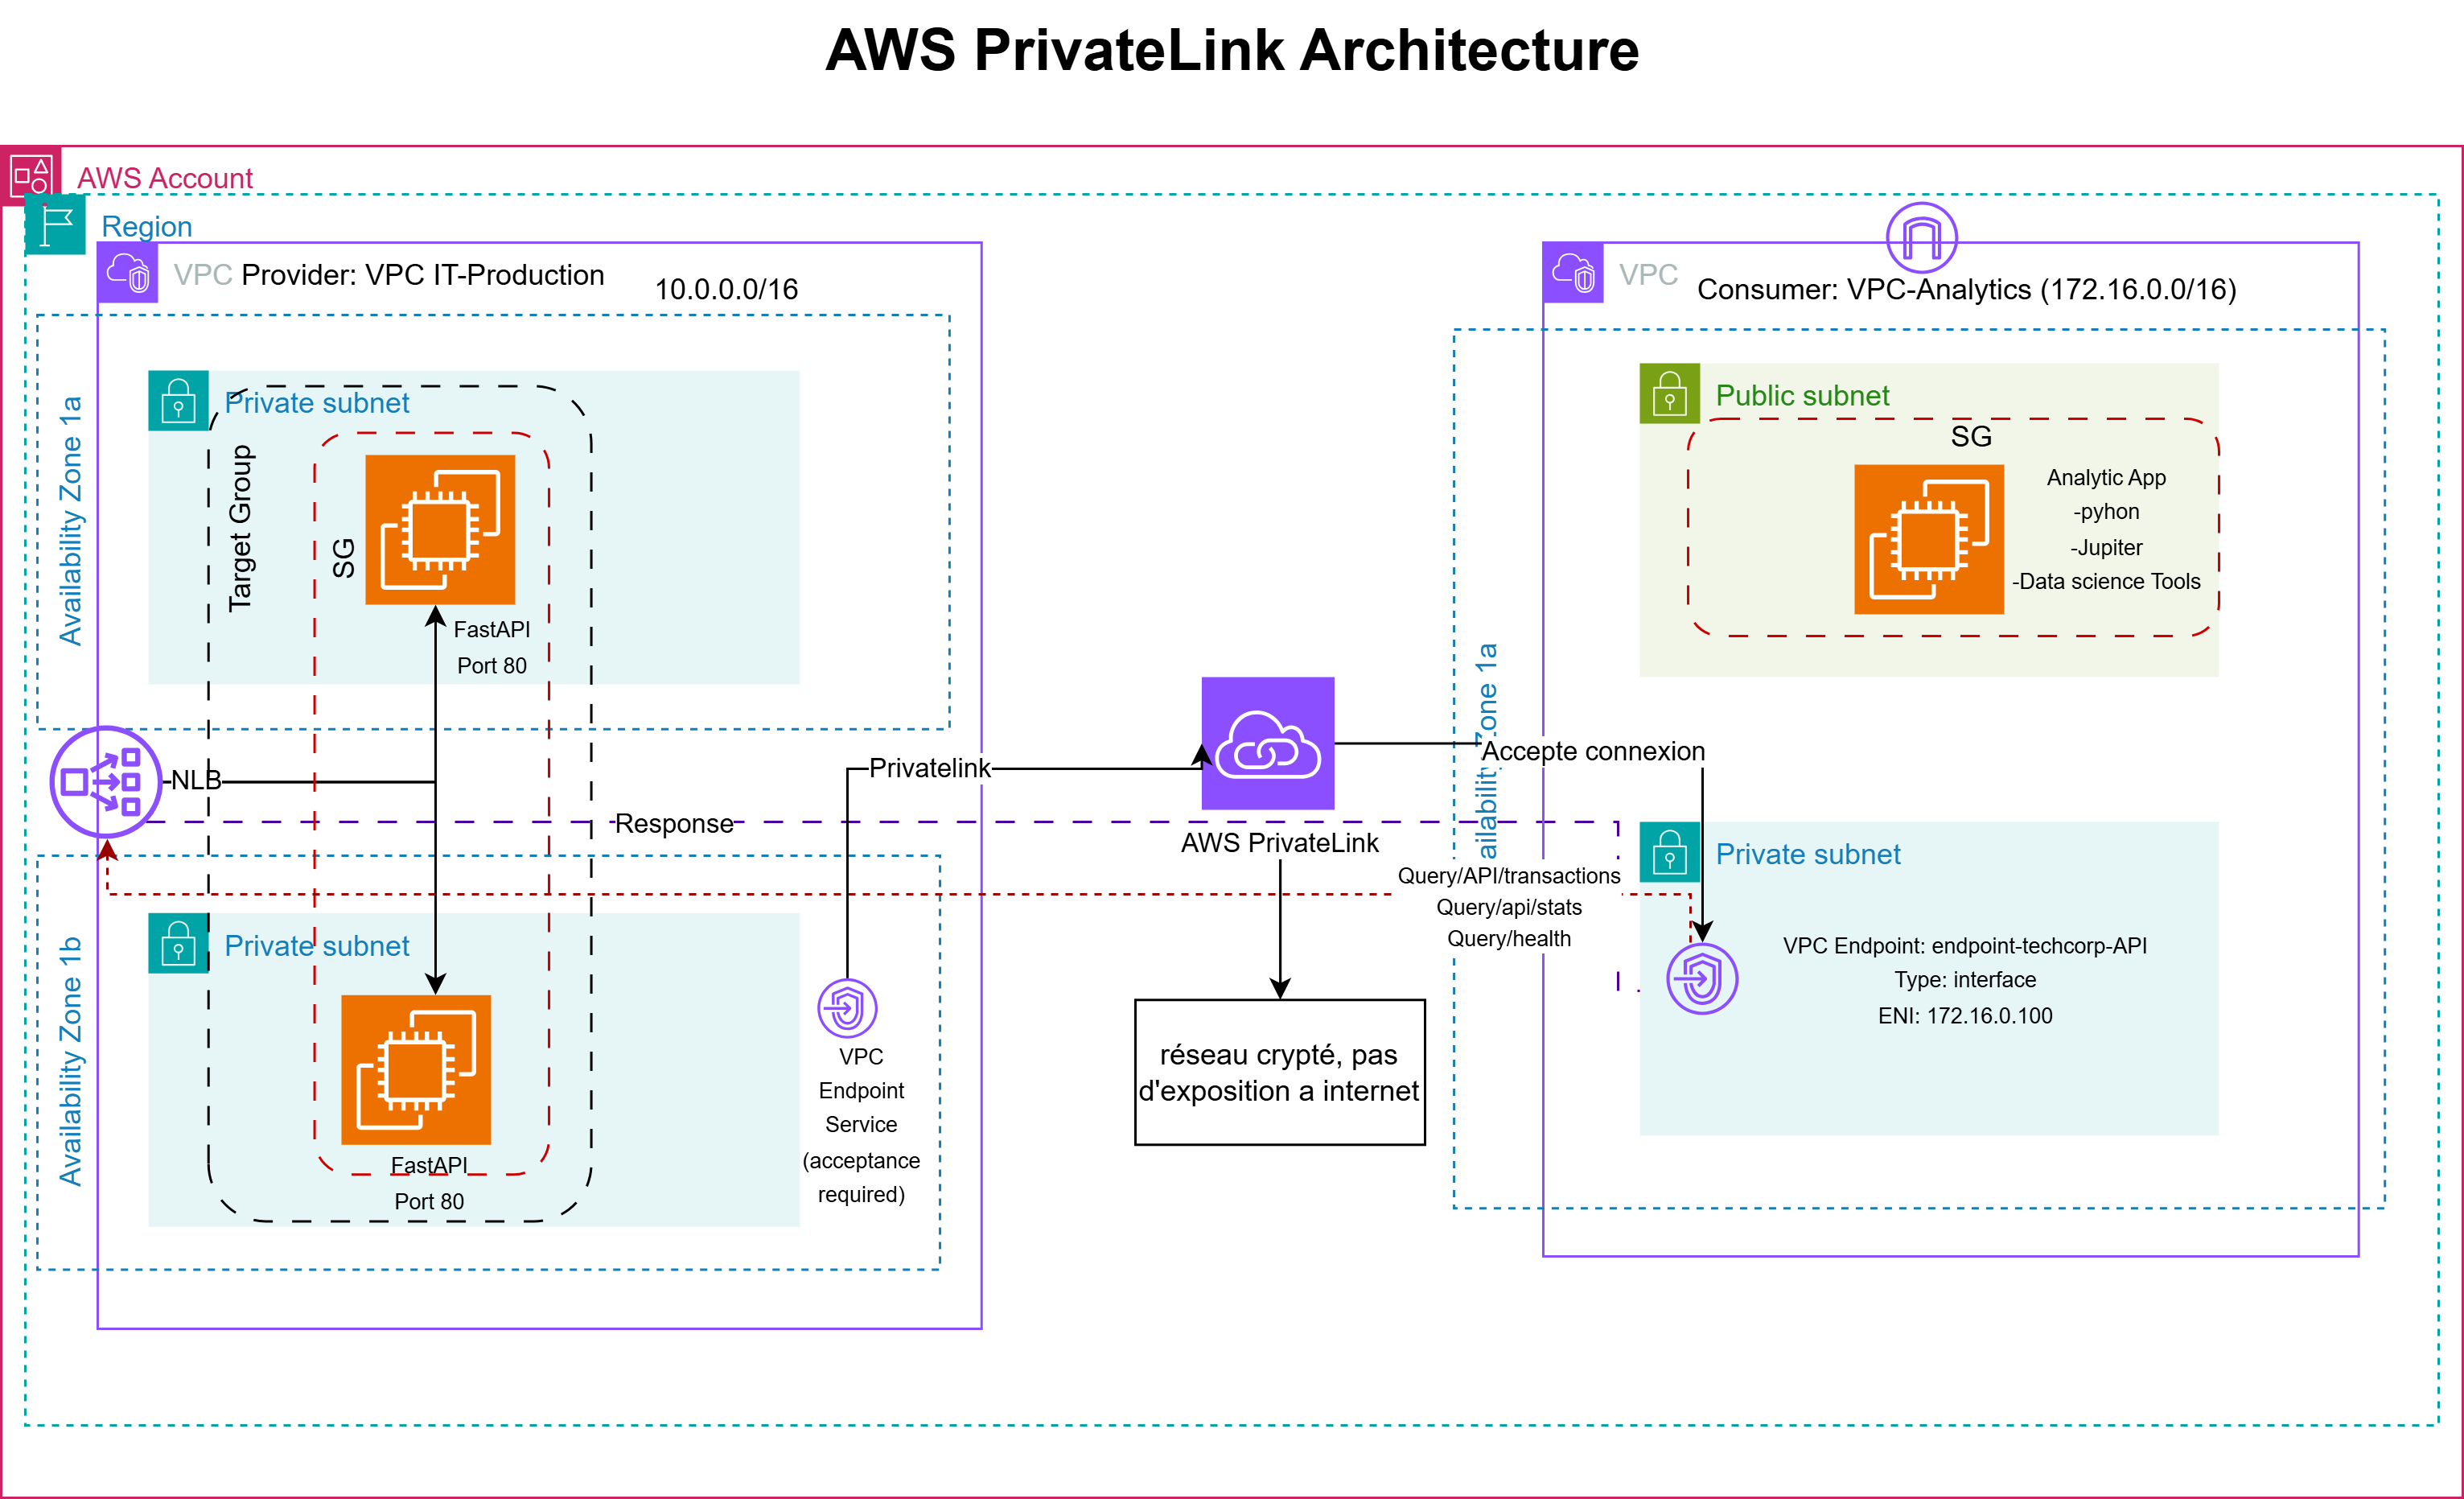 AWS PrivateLink Architecture
AWS Account
Region
VPC Provider: VPC IT-Production
10.0.0.0/16
Availability Zone 1a
Private subnet
Target Group
SG
FastAPI
Port 80
NLB
Response
Privatelink
Availability Zone 1b
Private subnet
FastAPI
Port 80
VPC
Endpoint
Service
(acceptance
required)
AWS PrivateLink
réseau crypté, pas
d'exposition a internet
VPC
Consumer: VPC-Analytics (172.16.0.0/16)
Public subnet
SG
Analytic App
-pyhon
-Jupiter
-Data science Tools
Zone 1a
Accepte connexion
Query/API/transactions
Query/api/stats
Query/health
Private subnet
VPC Endpoint: endpoint-techcorp-API
Type: interface
ENI: 172.16.0.100